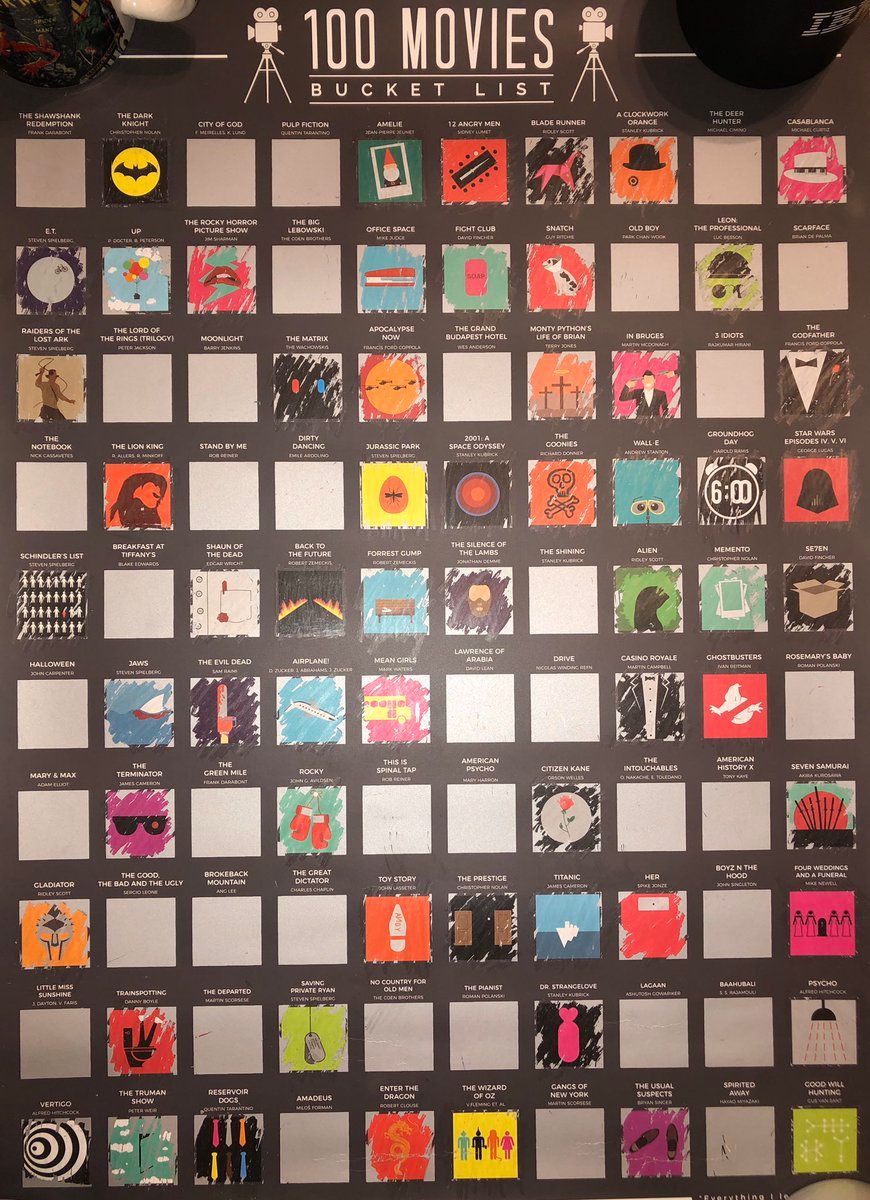 SPIDER
MAN
IBM
100 MOVIES
BUCKET LIST
THE SHAWSHANK
REDEMPTION
FRANK DARABONT
THE DARK
KNIGHT
CHRISTOPHER NOLAN
CITY OF GOD
F. MEIRELLES, K. LUND
PULP FICTION
QUENTIN TARANTINO
AMELIE
JEAN-PIERRE JEUNET
12 ANGRY MEN
SIDNEY LUMET
BLADE RUNNER
RIDLEY SCOTT
A CLOCKWORK
ORANGE
STANLEY KUBRICK
THE DEER
HUNTER
MICHAEL CIMINO
CASABLANCA
MICHAEL CURTIZ
E.T.
STEVEN SPIELBERG
UP
P. DOCTER, B. PETERSON
THE ROCKY HORROR
PICTURE SHOW
JIM SHARMAN
THE BIG
LEBOWSKI
THE COEN BROTHERS
OFFICE SPACE
MIKE JUDGE
FIGHT CLUB
DAVID FINCHER
SOAP
SNATCH
GUY RITCHIE
OLD BOY
PARK CHAN-WOOK
LEON:
THE PROFESSIONAL
LUC BESSON
SCARFACE
BRIAN DE PALMA
RAIDERS OF THE
LOST ARK
STEVEN SPIELBERG
THE LORD OF
THE RINGS (TRILOGY)
PETER JACKSON
MOONLIGHT
BARRY JENKINS
THE MATRIX
THE WACHOWSKIS
APOCALYPSE
NOW
FRANCIS FORD COPPOLA
THE GRAND
BUDAPEST HOTEL
WES ANDERSON
MONTY PYTHON'S
LIFE OF BRIAN
TERRY JONES
IN BRUGES
MARTIN MCDONAGH
3 IDIOTS
RAJKUMAR HIRANI
THE
GODFATHER
FRANCIS FORD COPPOLA
THE
NOTEBOOK
NICK CASSAVETES
THE LION KING
R. ALLERS, R. MINKOFF
STAND BY ME
ROB REINER
DIRTY
DANCING
EMILE ARDOLINO
JURASSIC PARK
STEVEN SPIELBERG
2001: A
SPACE ODYSSEY
STANLEY KUBRICK
THE
GOONIES
RICHARD DONNER
WALL-E
ANDREW STANTON
GROUNDHOG
DAY
HAROLD RAMIS
6:00
STAR WARS
EPISODES IV, V, VI
GEORGE LUCAS
SCHINDLER'S LIST
STEVEN SPIELBERG
BREAKFAST AT
TIFFANY'S
BLAKE EDWARDS
SHAUN OF
THE DEAD
EDGAR WRIGHT
BACK TO
THE FUTURE
ROBERT ZEMECKIS
FORREST GUMP
ROBERT ZEMECKIS
THE SILENCE OF
THE LAMBS
JONATHAN DEMME
THE SHINING
STANLEY KUBRICK
ALIEN
RIDLEY SCOTT
MEMENTO
CHRISTOPHER NOLAN
SE7EN
DAVID FINCHER
HALLOWEEN
JOHN CARPENTER
JAWS
STEVEN SPIELBERG
THE EVIL DEAD
SAM RAIMI
AIRPLANE!
D. ZUCKER, J. ABRAHAMS, J. ZUCKER
MEAN GIRLS
MARK WATERS
LAWRENCE OF
ARABIA
DAVID LEAN
DRIVE
NICOLAS WINDING REFN
CASINO ROYALE
MARTIN CAMPBELL
GHOSTBUSTERS
IVAN REITMAN
ROSEMARY'S BABY
ROMAN POLANSKI
MARY & MAX
ADAM ELLIOT
THE
TERMINATOR
JAMES CAMERON
THE
GREEN MILE
FRANK DARABONT
ROCKY
JOHN G. AVILDSEN
THIS IS
SPINAL TAP
ROB REINER
AMERICAN
PSYCHO
MARY HARRON
CITIZEN KANE
ORSON WELLES
THE
INTOUCHABLES
O. NAKACHE, E. TOLEDANO
AMERICAN
HISTORY X
TONY KAYE
SEVEN SAMURAI
AKIRA KUROSAWA
GLADIATOR
RIDLEY SCOTT
THE GOOD,
THE BAD AND THE UGLY
SERGIO LEONE
BROKEBACK
MOUNTAIN
ANG LEE
THE GREAT
DICTATOR
CHARLES CHAPLIN
TOY STORY
JOHN LASSETER
ANDY
THE PRESTIGE
CHRISTOPHER NOLAN
TITANIC
JAMES CAMERON
HER
SPIKE JONZE
BOYZ N THE
HOOD
JOHN SINGLETON
FOUR WEDDINGS
AND A FUNERAL
MIKE NEWELL
LITTLE MISS
SUNSHINE
J. DAYTON, V. FARIS
TRAINSPOTTING
DANNY BOYLE
THE DEPARTED
MARTIN SCORSESE
SAVING
PRIVATE RYAN
STEVEN SPIELBERG
NO COUNTRY FOR
OLD MEN
THE COEN BROTHERS
THE PIANIST
ROMAN POLANSKI
DR. STRANGELOVE
STANLEY KUBRICK
LAGAAN
ASHUTOSH GOWARIKER
BAAHUBALI
S. S. RAJAMOULI
PSYCHO
ALFRED HITCHCOCK
VERTIGO
ALFRED HITCHCOCK
THE TRUMAN
SHOW
PETER WEIR
RESERVOIR
DOGS
QUENTIN TARANTINO
AMADEUS
MILOŠ FORMAN
ENTER THE
DRAGON
ROBERT CLOUSE
THE WIZARD
OF OZ
V.FLEMING ET. AL
GANGS OF
NEW YORK
MARTIN SCORSESE
THE USUAL
SUSPECTS
BRYAN SINGER
SPIRITED
AWAY
HAYAO MIYAZAKI
GOOD WILL
HUNTING
GUS VAN SANT
"Everything I le